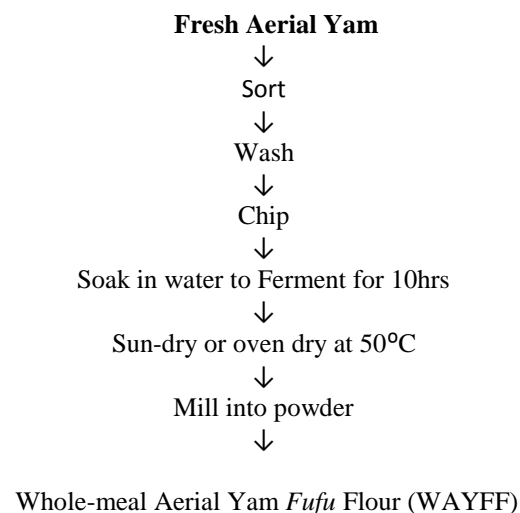 Fresh Aerial Yam
↓
Sort
↓
Wash
↓
Chip
↓
Soak in water to Ferment for 10hrs
↓
Sun-dry or oven dry at 50⁰C
↓
Mill into powder
↓
Whole-meal Aerial Yam Fufu Flour (WAYFF)